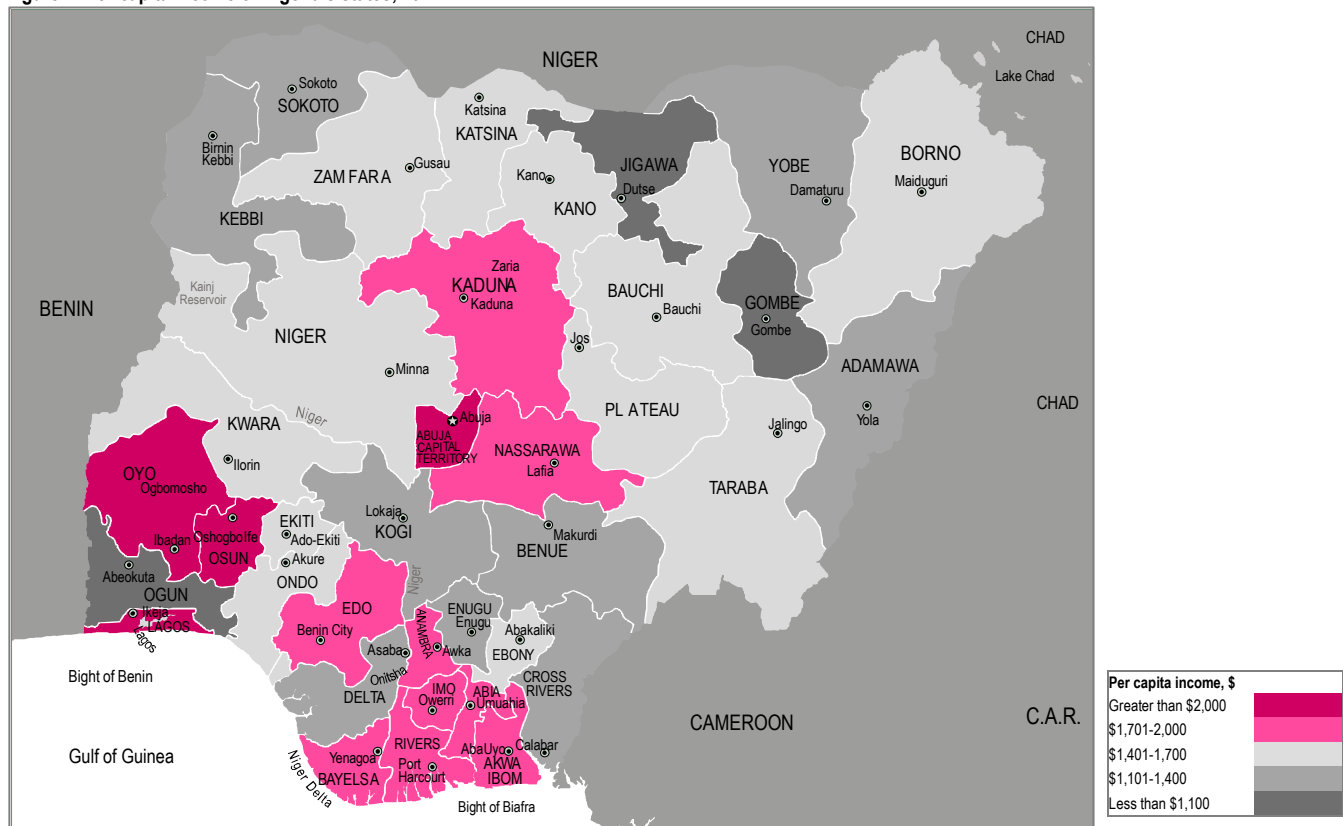 CHAD
NIGER
Lake Chad
Sokoto
SOKOTO
Katsina
KATSINA
Birnin
Kebbi
Gusau
ZAM FARA
Kano
KANO
JIGAWA
Dutse
YOBE
Damaturu
BORNO
Maiduguri
KEBBI
Kainj
Reservoir
Zaria
KADUNA
Kaduna
BAUCHI
Bauchi
GOMBE
Gombe
BENIN
NIGER
Jos
Minna
ADAMAWA
Yola
CHAD
Niger
KWARA
Ilorin
Abuja
ABUJA
CAPITAL
TERRITORY
PL ATEAU
Jalingo
NASSARAWA
Lafia
TARABA
OYO
Ogbomosho
Lokaja
KOGI
Makurdi
BENUE
EKITI
Ado-Ekiti
Oshogbo
Ife
OSUN
Ibadan
Akure
ONDO
Abeokuta
OGUN
Niger
Ikeja
LAGOS
Lagos
EDO
Benin City
ANAMBRA
Awka
ENUGU
Enugu
Abakaliki
EBONY
Asaba
Onitsha
DELTA
CROSS
RIVERS
IMO
Owerri
ABIA
Umuahia
Bight of Benin
Gulf of Guinea
Yenagoa
BAYELSA
Niger Delta
RIVERS
Port
Harcourt
Aba
Uyo
Calabar
AKWA
IBOM
Bight of Biafra
CAMEROON
C.A.R.
Per capita income, $
Greater than $2,000
$1,701-2,000
$1,401-1,700
$1,101-1,400
Less than $1,100